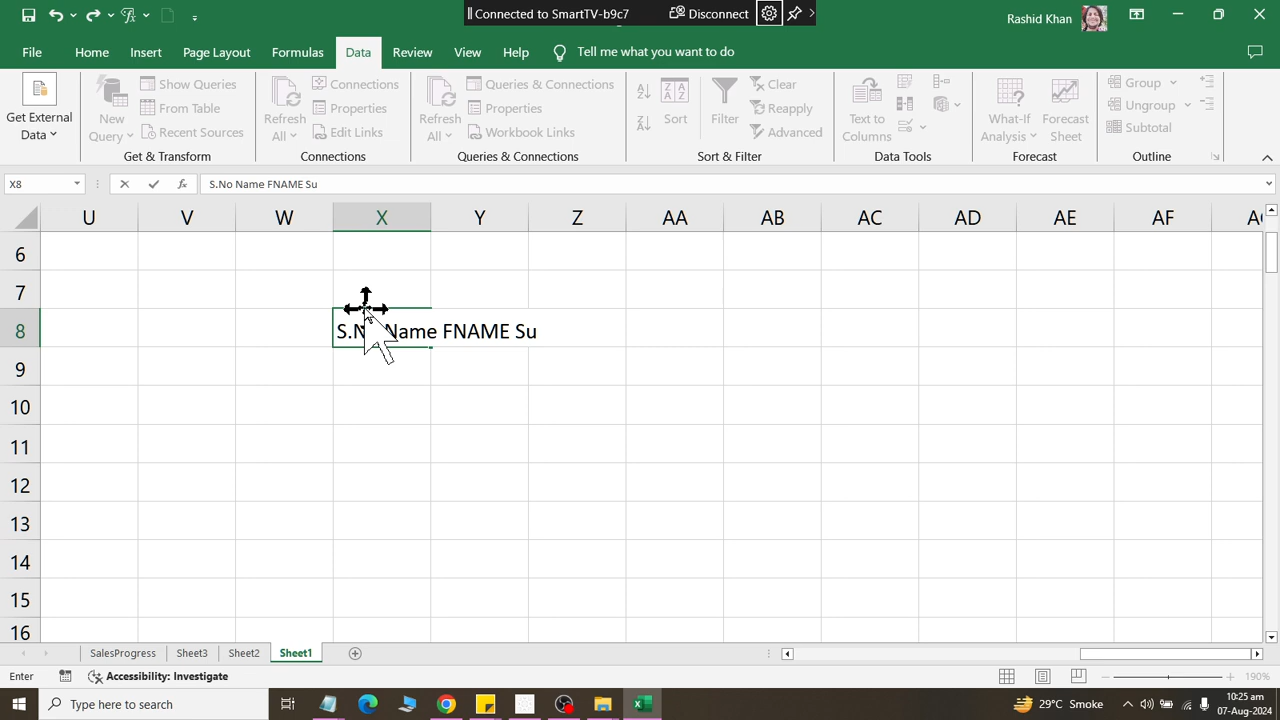 Connected to SmartTV-b9c7 Disconnect
Rashid Khan
File Home Insert Page Layout Formulas Data Review View Help Tell me what you want to do
Get External Data
New Query
Show Queries
From Table
Recent Sources
Get & Transform
Refresh All
Connections
Properties
Edit Links
Connections
Refresh All
Queries & Connections
Properties
Workbook Links
Queries & Connections
Sort
Filter
Clear
Reapply
Advanced
Sort & Filter
Text to Columns
Data Tools
What-If Analysis
Forecast Sheet
Forecast
Group
Ungroup
Subtotal
Outline
X8 fx S.No Name FNAME Su
U V W X Y Z AA AB AC AD AE AF
6
7
8 S.No Name FNAME Su
9
10
11
12
13
14
15
16
SalesProgress Sheet3 Sheet2 Sheet1
Enter Accessibility: Investigate 190%
Type here to search 29°C Smoke 10:25 am
07-Aug-2024